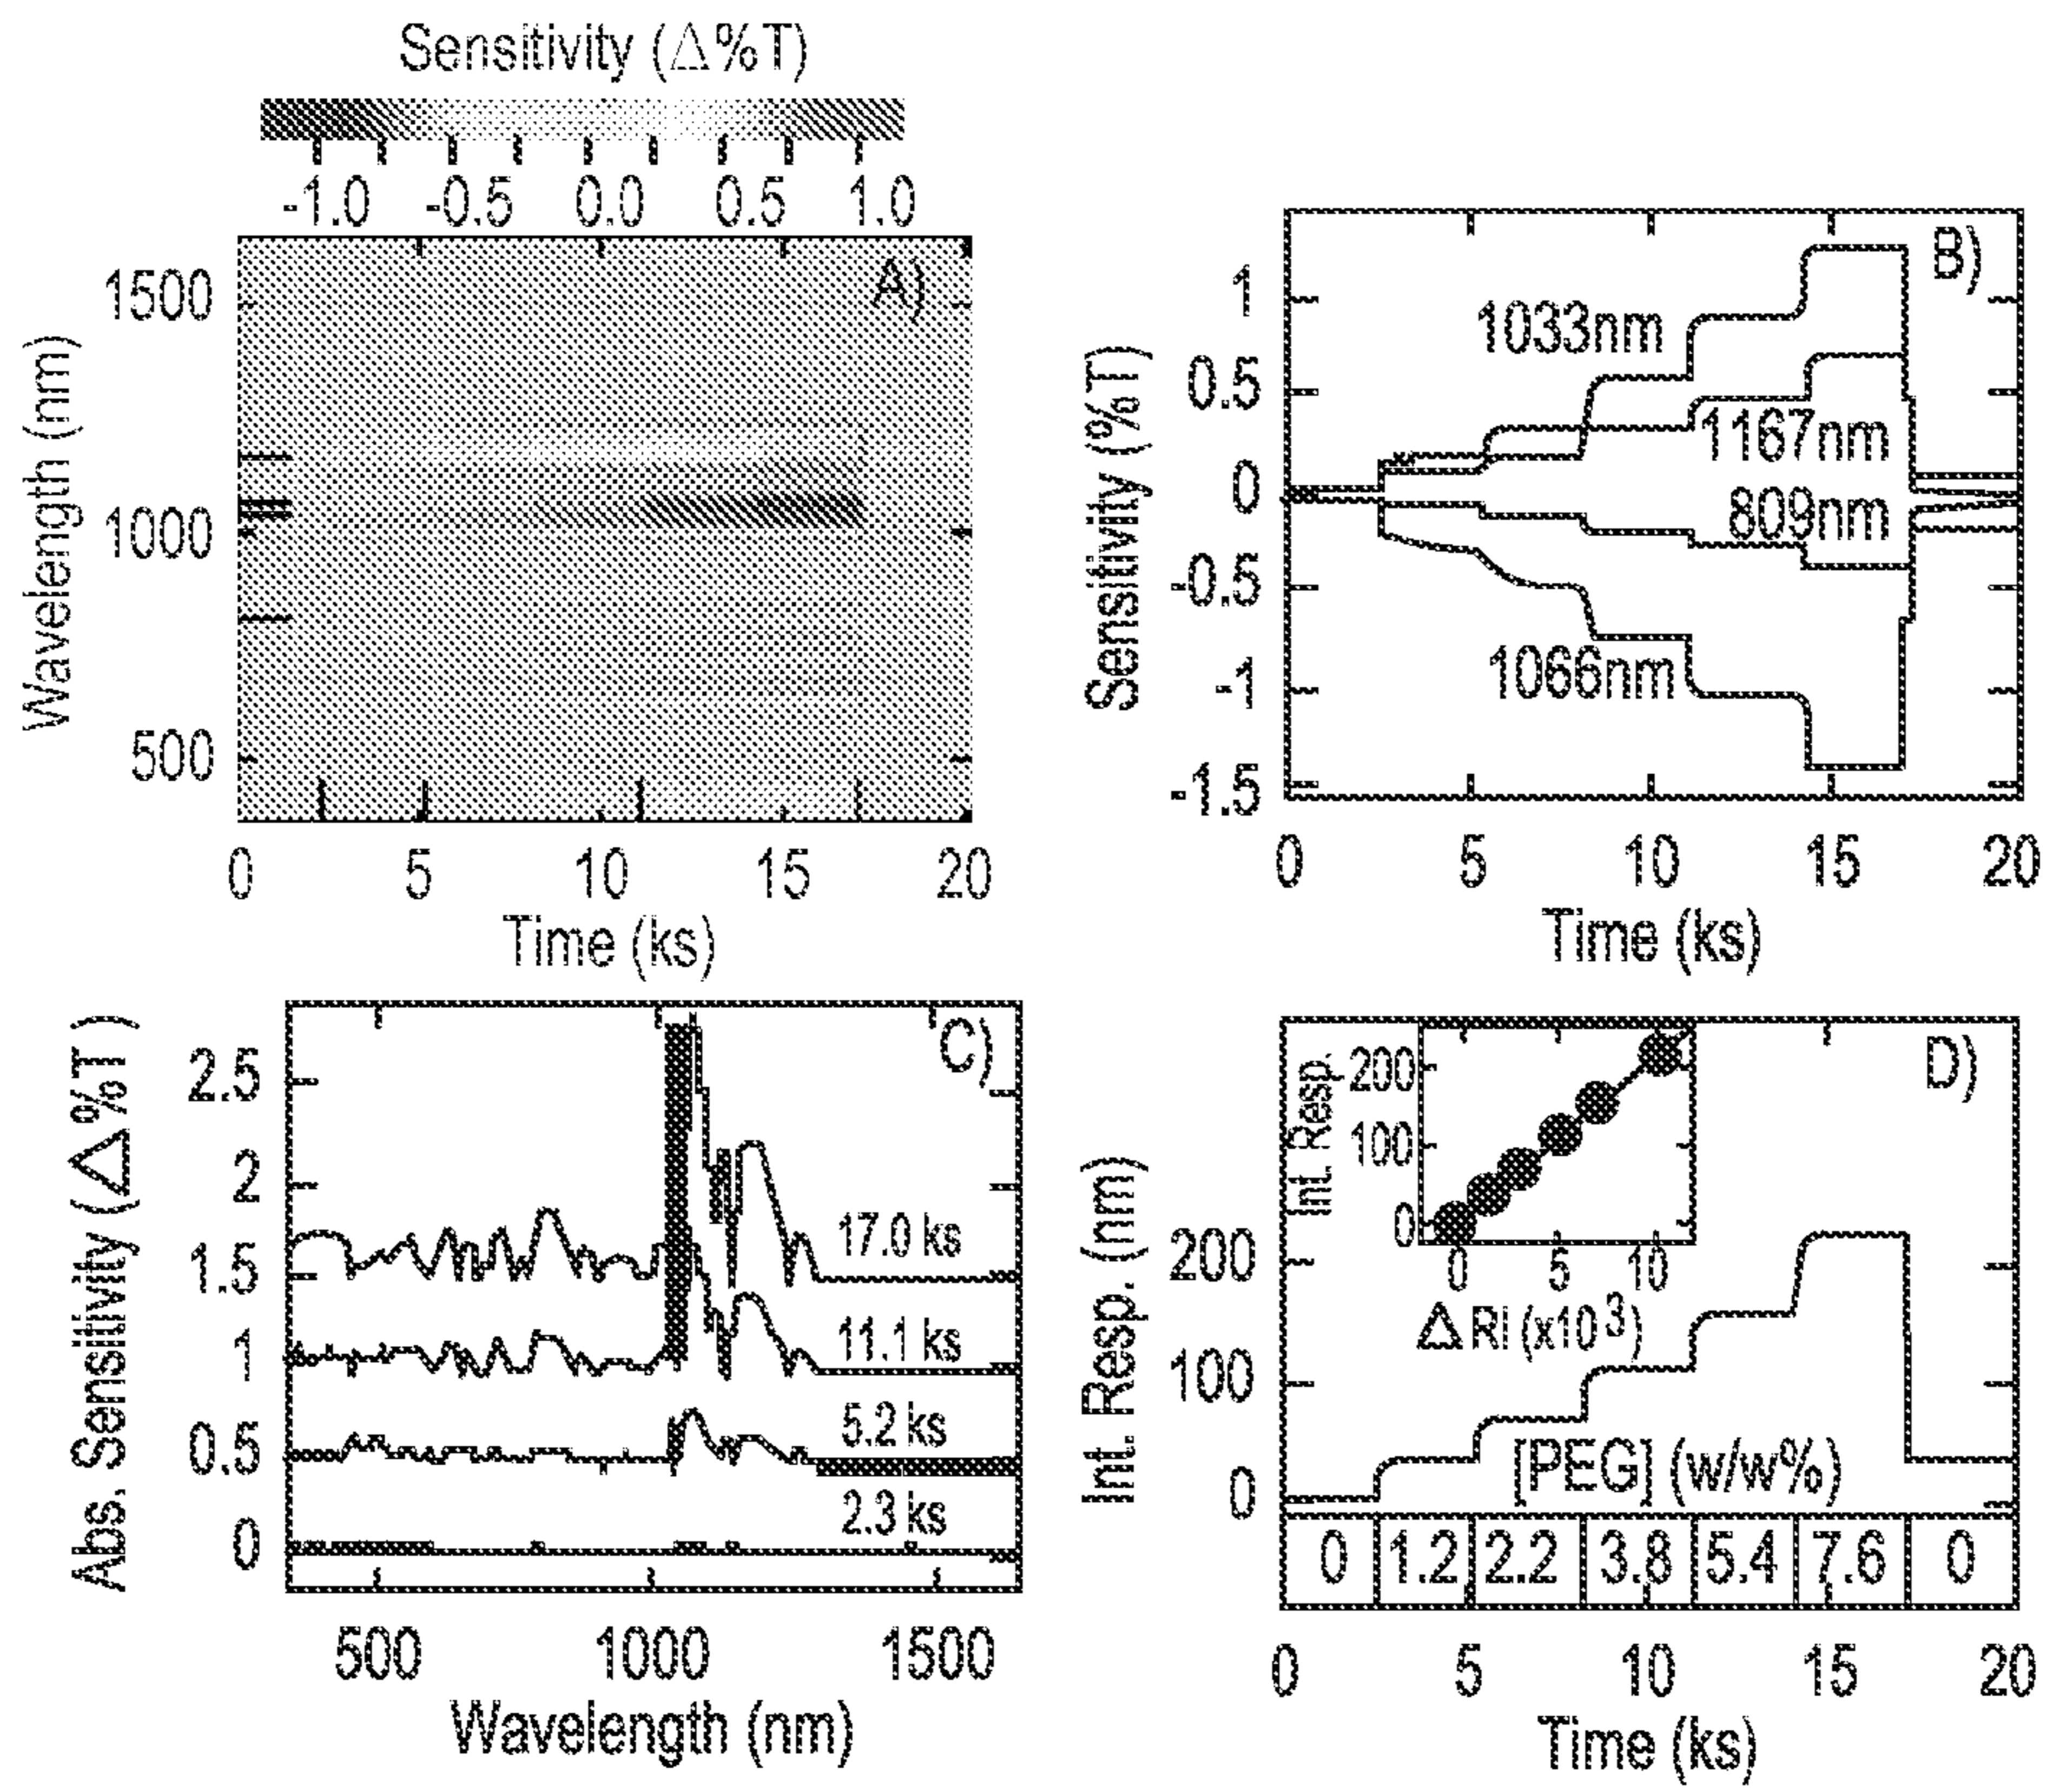 Sensitivity (Δ%T)
-1.0 -0.5 0.0 0.5 1.0
A)
Wavelength (nm)
1500
1000
500
0 5 10 15 20
Time (ks)
B)
Sensitivity (%T)
1
0.5
0
-0.5
-1
-1.5
1033nm
1167nm
809nm
1066nm
0 5 10 15 20
Time (ks)
C)
Abs. Sensitivity (Δ%T )
2.5
2
1.5
1
0.5
0
17.0 ks
11.1 ks
5.2 ks
2.3 ks
500 1000 1500
Wavelength (nm)
D)
Int. Resp. (nm)
200
100
0
Int. Resp.
200
100
0
0 5 10
Δ RI (x10³)
[PEG] (w/w%)
0 1.2 2.2 3.8 5.4 7.6 0
0 5 10 15 20
Time (ks)